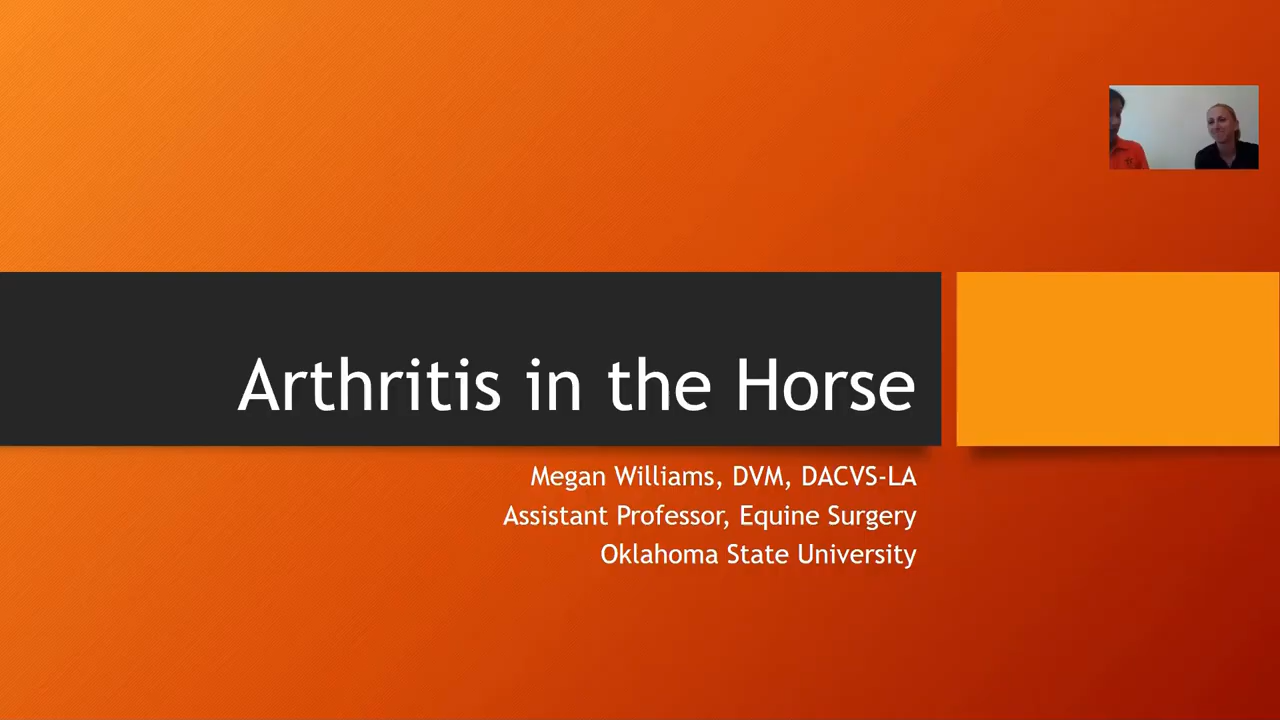 Arthritis in the Horse
Megan Williams, DVM, DACVS-LA
Assistant Professor, Equine Surgery
Oklahoma State University